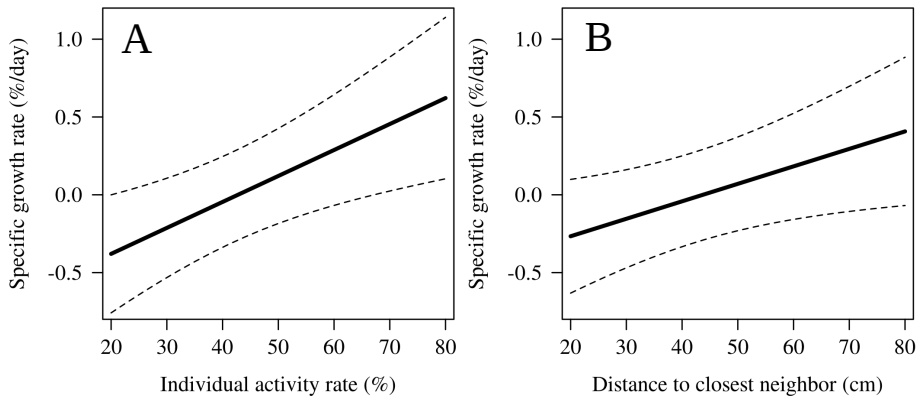 A
Specific growth rate (%/day)
1.0
0.5
0.0
-0.5
20 30 40 50 60 70 80
Individual activity rate (%)
B
Specific growth rate (%/day)
1.0
0.5
0.0
-0.5
20 30 40 50 60 70 80
Distance to closest neighbor (cm)